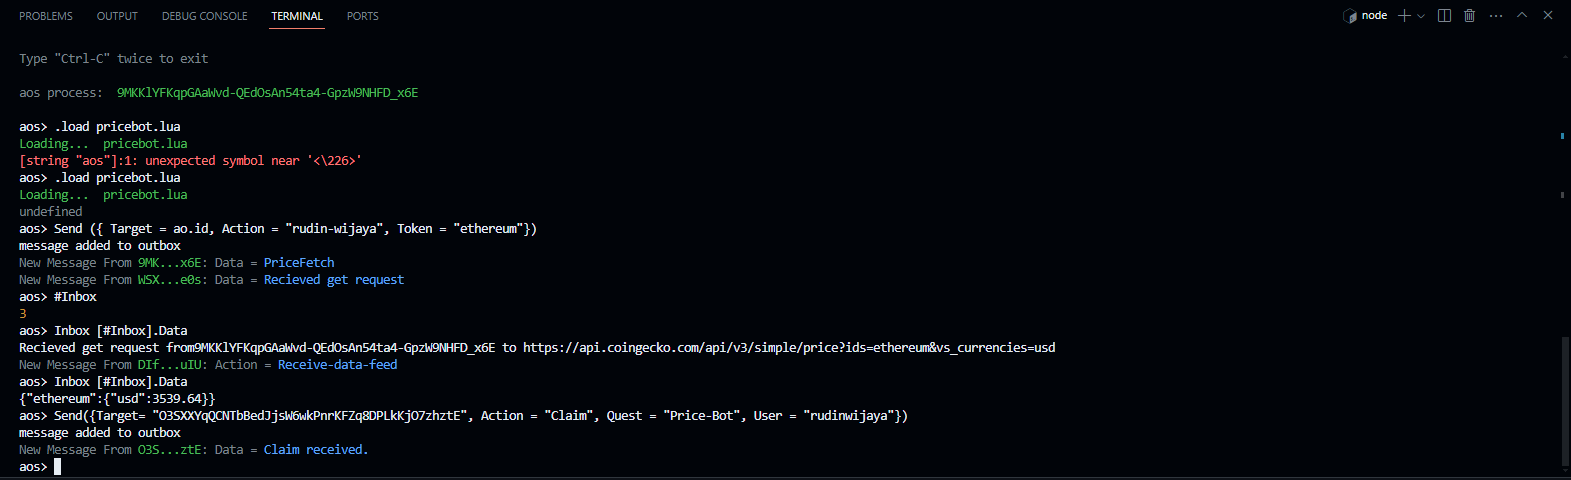 PROBLEMS OUTPUT DEBUG CONSOLE TERMINAL PORTS node
Type "Ctrl-C" twice to exit
aos process:  9MKKlYFKqpGAaWvd-QEdOsAn54ta4-GpzW9NHFD_x6E
aos> .load pricebot.lua
Loading...  pricebot.lua
[string "aos"]:1: unexpected symbol near '<\226>'
aos> .load pricebot.lua
Loading...  pricebot.lua
undefined
aos> Send ({ Target = ao.id, Action = "rudin-wijaya", Token = "ethereum"})
message added to outbox
New Message From 9MK...x6E: Data = PriceFetch
New Message From WSX...e0s: Data = Recieved get request
aos> #Inbox
3
aos> Inbox [#Inbox].Data
Recieved get request from9MKKlYFKqpGAaWvd-QEdOsAn54ta4-GpzW9NHFD_x6E to https://api.coingecko.com/api/v3/simple/price?ids=ethereum&vs_currencies=usd
New Message From DIf...uIU: Action = Receive-data-feed
aos> Inbox [#Inbox].Data
{"ethereum":{"usd":3539.64}}
aos> Send({Target= "O3SXXYqQCNTbBedJjsW6wkPnrKFZq8DPLkKjO7zhztE", Action = "Claim", Quest = "Price-Bot", User = "rudinwijaya"})
message added to outbox
New Message From O3S...ztE: Data = Claim received.
aos>